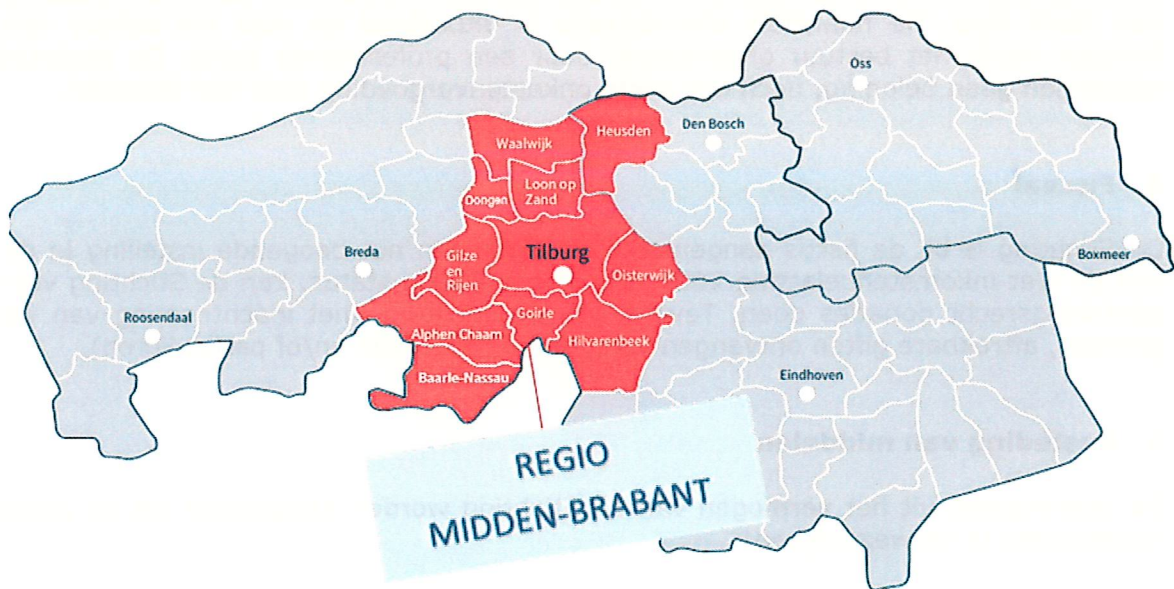 Oss
Heusden
Den Bosch
Waalwijk
Loon op
Zand
Dongen
Breda
Gilze
en
Rijen
Tilburg
Oisterwijk
Boxmeer
Roosendaal
Alphen Chaam
Goirle
Hilvarenbeek
Baarle-Nassau
Eindhoven
REGIO
MIDDEN-BRABANT